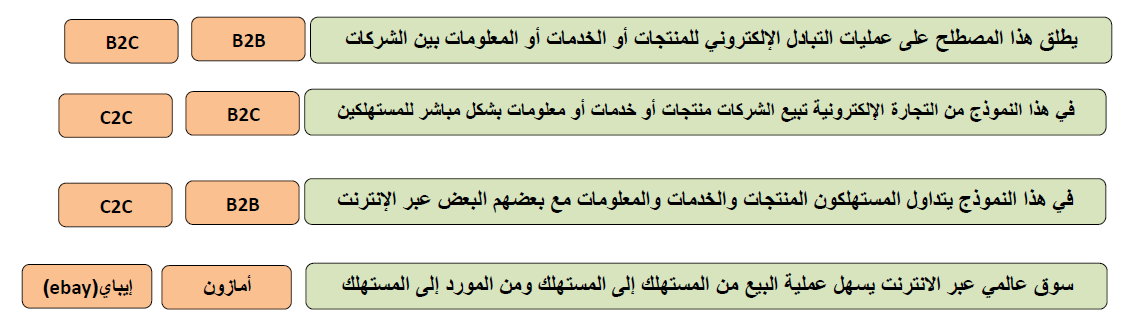 يطلق هذا المصطلح على عمليات التبادل الإلكتروني للمنتجات أو الخدمات أو المعلومات بين الشركات B2B B2C
في هذا النموذج من التجارة الإلكترونية تبيع الشركات منتجات أو خدمات أو معلومات بشكل مباشر للمستهلكين B2C C2C
في هذا النموذج يتداول المستهلكون المنتجات والخدمات والمعلومات مع بعضهم البعض عبر الإنترنت B2B C2C
سوق عالمي عبر الانترنت يسهل عملية البيع من المستهلك إلى المستهلك ومن المورد إلى المستهلك أمازون إيباي(ebay)